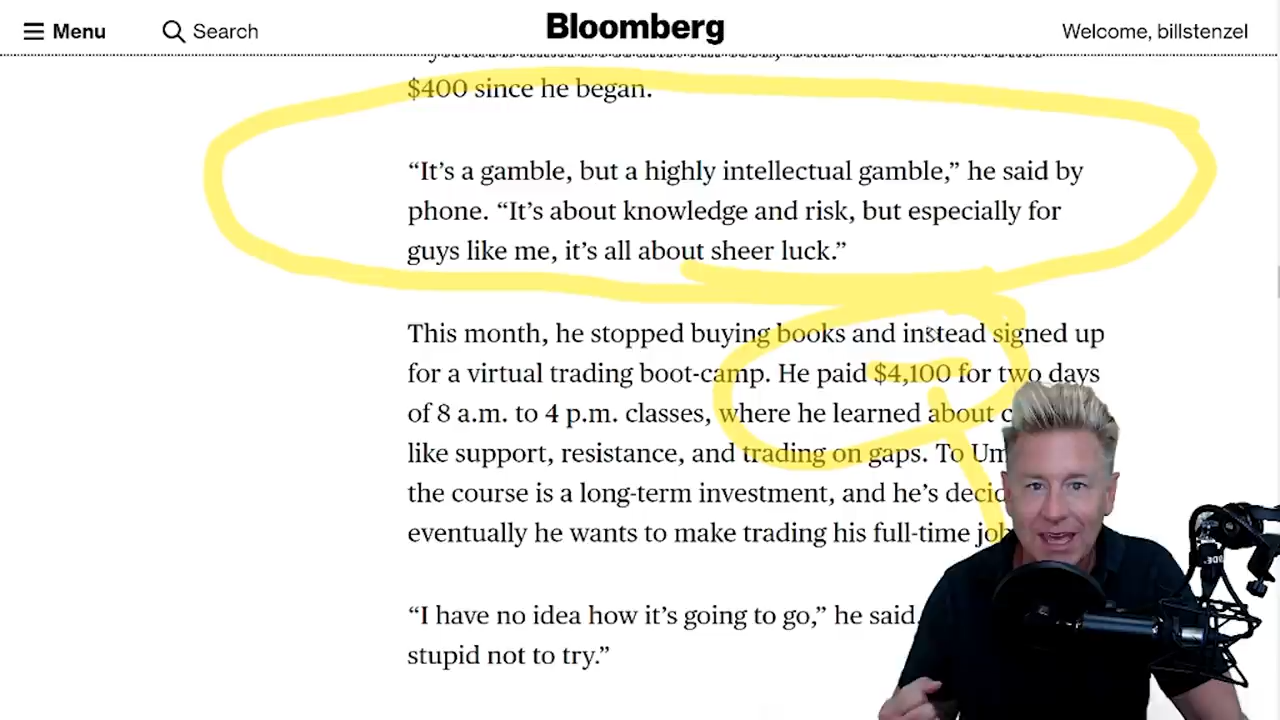 Menu
Search
Bloomberg
Welcome, billstenzel
$400 since he began.
“It’s a gamble, but a highly intellectual gamble,” he said by
phone. “It’s about knowledge and risk, but especially for
guys like me, it’s all about sheer luck.”
This month, he stopped buying books and instead signed up
for a virtual trading boot-camp. He paid $4,100 for two days
of 8 a.m. to 4 p.m. classes, where he learned about
like support, resistance, and trading on gaps. To
the course is a long-term investment, and he’s
eventually he wants to make trading his full-time
“I have no idea how it’s going to go,” he said.
stupid not to try.”